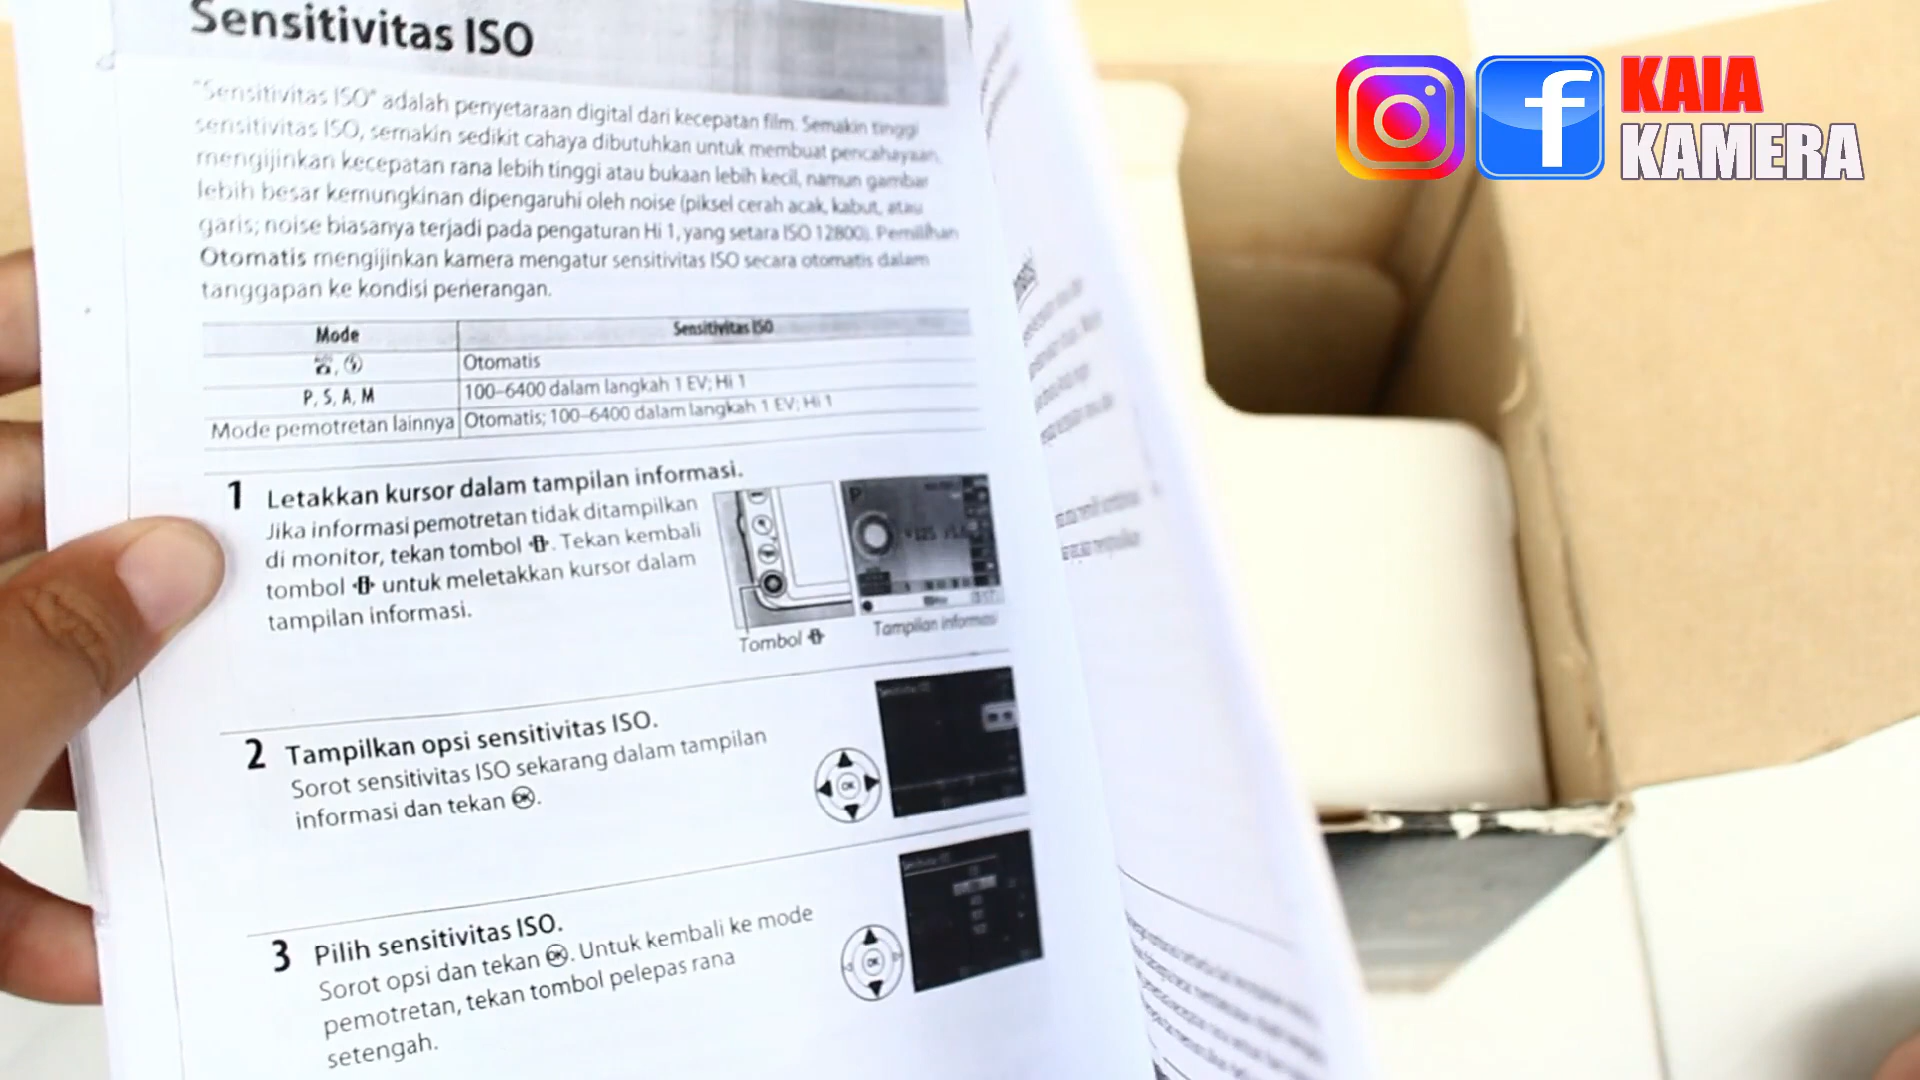 Sensitivitas ISO
KAIA
KAMERA
"Sensitivitas ISO" adalah penyetaraan digital dari kecepatan film. Semakin tinggi
sensitivitas ISO, semakin sedikit cahaya dibutuhkan untuk membuat pencahayaan,
mengijinkan kecepatan rana lebih tinggi atau bukaan lebih kecil, namun gambar
lebih besar kemungkinan dipengaruhi oleh noise (piksel cerah acak, kabut, atau
garis; noise biasanya terjadi pada pengaturan Hi 1, yang setara ISO 12800). Pemilihan
Otomatis mengijinkan kamera mengatur sensitivitas ISO secara otomatis dalam
tanggapan ke kondisi penerangan.
Mode Sensitivitas ISO
Otomatis
P, S, A, M 100–6400 dalam langkah 1 EV; Hi 1
Mode pemotretan lainnya Otomatis; 100–6400 dalam langkah 1 EV; Hi 1
1 Letakkan kursor dalam tampilan informasi.
Jika informasi pemotretan tidak ditampilkan
di monitor, tekan tombol . Tekan kembali
tombol untuk meletakkan kursor dalam
tampilan informasi.
Tombol Tampilan informasi
2 Tampilkan opsi sensitivitas ISO.
Sorot sensitivitas ISO sekarang dalam tampilan
informasi dan tekan OK.
3 Pilih sensitivitas ISO.
Sorot opsi dan tekan OK. Untuk kembali ke mode
pemotretan, tekan tombol pelepas rana
setengah.